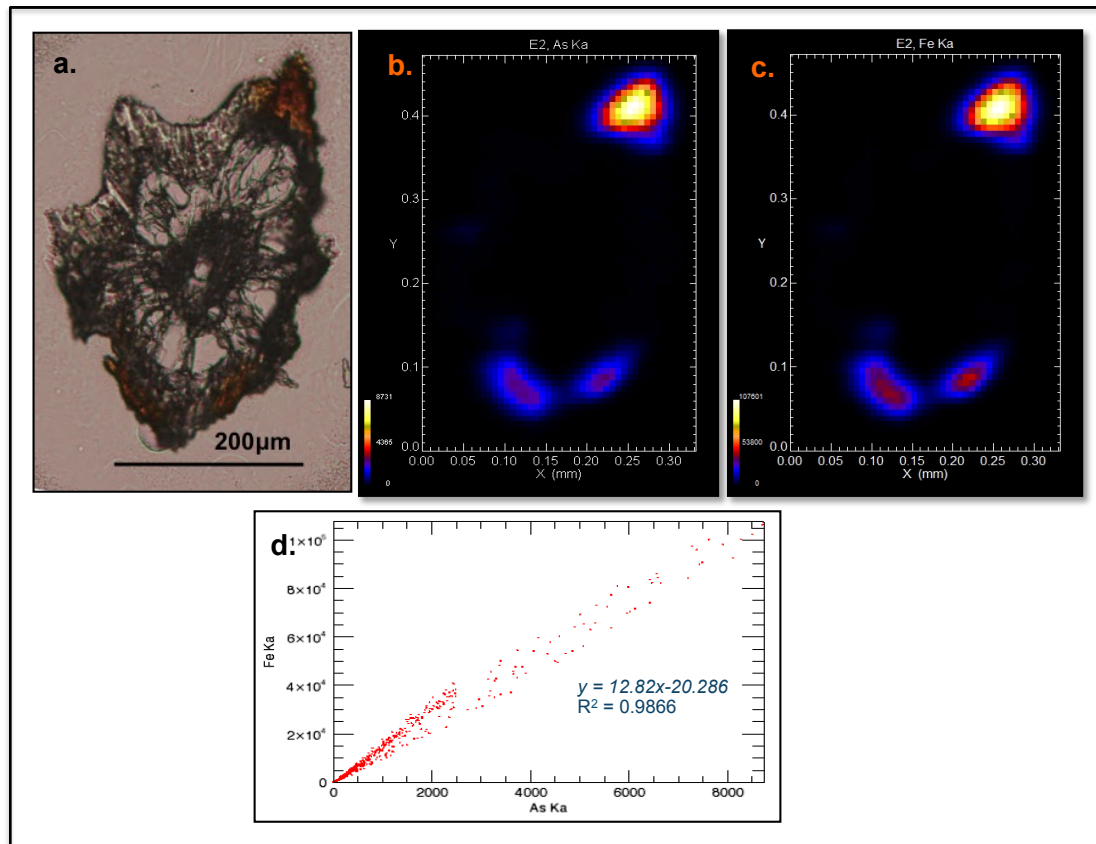 a.
200µm
b.
E2, As Ka
0.4
0.3
Y
0.2
0.1
0.0
0.00 0.05 0.10 0.15 0.20 0.25 0.30
X (mm)
8731
4365
0
c.
E2, Fe Ka
0.4
0.3
Y
0.2
0.1
0.0
0.00 0.05 0.10 0.15 0.20 0.25 0.30
X (mm)
107601
53800
0
d.
1×10⁵
8×10⁴
6×10⁴
4×10⁴
2×10⁴
0
Fe Ka
y = 12.82x-20.286
R² = 0.9866
0 2000 4000 6000 8000
As Ka